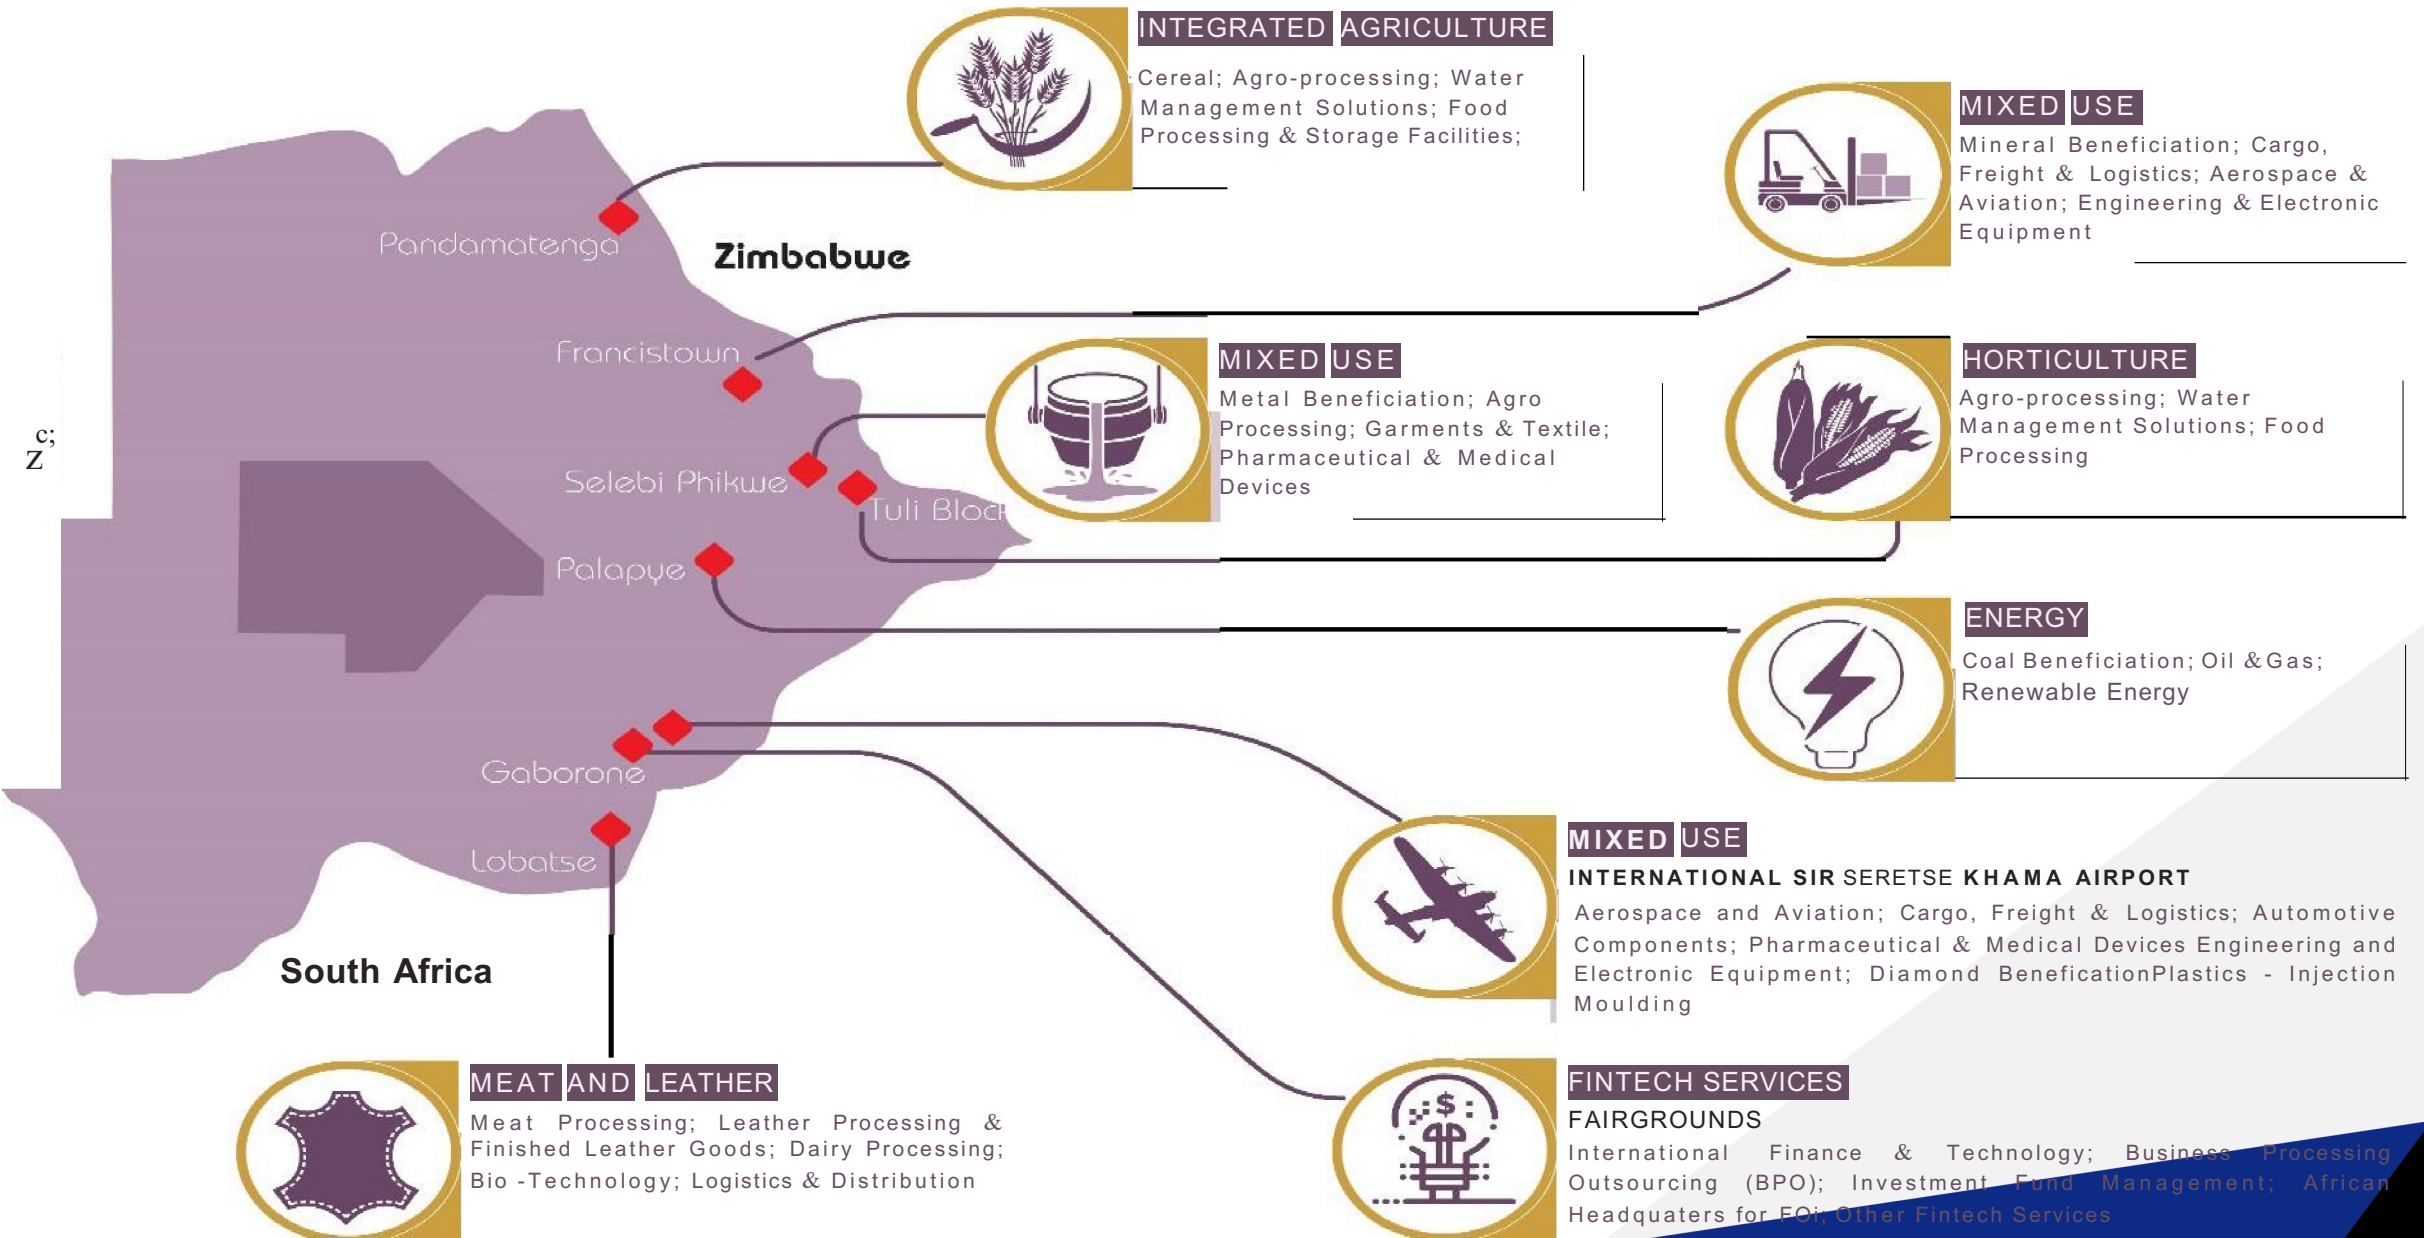 INTEGRATED AGRICULTURE
Cereal; Agro-processing; Water
Management Solutions; Food
Processing & Storage Facilities;
MIXED USE
Mineral Beneficiation; Cargo,
Freight & Logistics; Aerospace &
Aviation; Engineering & Electronic
Equipment
Pandamatenga
Zimbabwe
Francistown
MIXED USE
Metal Beneficiation; Agro
Processing; Garments & Textile;
Pharmaceutical & Medical
Devices
HORTICULTURE
Agro-processing; Water
Management Solutions; Food
Processing
c;
Z
Selebi Phikwe
Tuli Block
Palapye
ENERGY
Coal Beneficiation; Oil &Gas;
Renewable Energy
Gaborone
Lobatse
MIXED USE
INTERNATIONAL SIR SERETSE KHAMA AIRPORT
Aerospace and Aviation; Cargo, Freight & Logistics; Automotive
Components; Pharmaceutical & Medical Devices Engineering and
Electronic Equipment; Diamond BeneficationPlastics - Injection
Moulding
South Africa
MEAT AND LEATHER
Meat Processing; Leather Processing &
Finished Leather Goods; Dairy Processing;
Bio -Technology; Logistics & Distribution
$
FINTECH SERVICES
FAIRGROUNDS
International Finance & Technology; Business Processing
Outsourcing (BPO); Investment Fund Management; African
Headquaters for FOi; Other Fintech Services